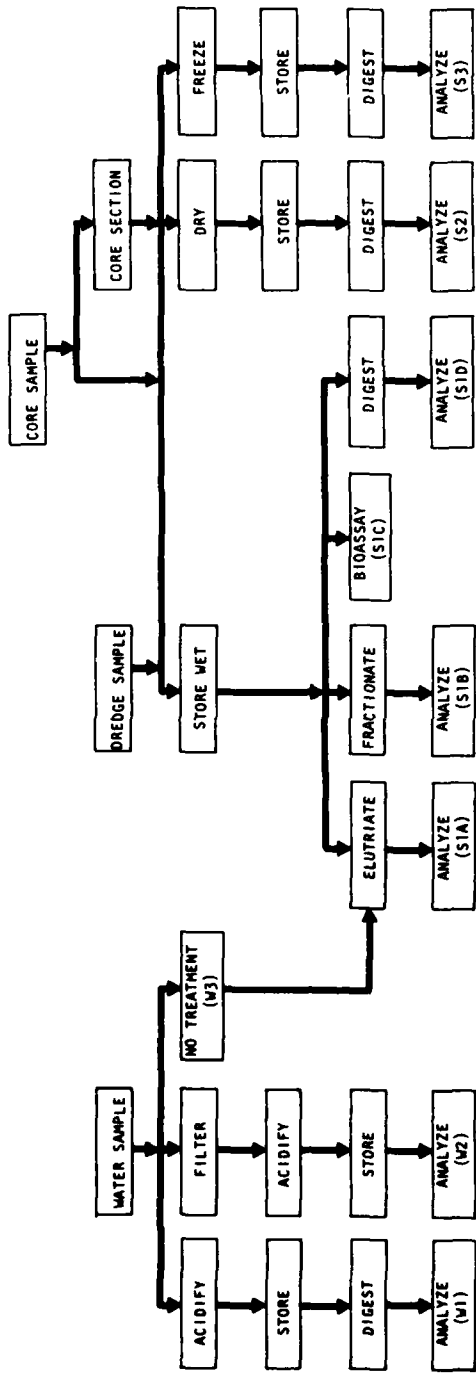 WATER SAMPLE
ACIDIFY
STORE
DIGEST
ANALYZE
(W1)
FILTER
ACIDIFY
STORE
ANALYZE
(W2)
NO TREATMENT
(W3)
DREDGE SAMPLE
STORE WET
ELUTRIATE
ANALYZE
(S1A)
FRACTIONATE
ANALYZE
(S1B)
BIOASSAY
(S1C)
DIGEST
ANALYZE
(S1D)
CORE SAMPLE
CORE SECTION
DRY
STORE
DIGEST
ANALYZE
(S2)
FREEZE
STORE
DIGEST
ANALYZE
(S3)